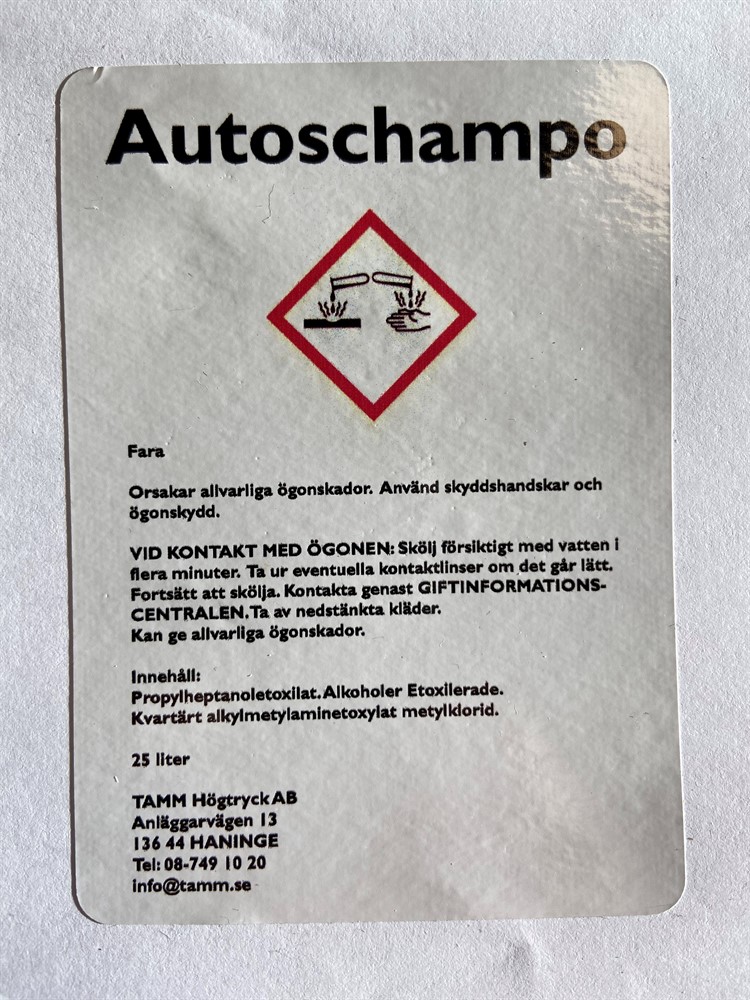 Autoschampo
Fara
Orsakar allvarliga ögonskador. Använd skyddshandskar och
ögonskydd.
VID KONTAKT MED ÖGONEN: Skölj försiktigt med vatten i
flera minuter. Ta ur eventuella kontaktlinser om det går lätt.
Fortsätt att skölja. Kontakta genast GIFTINFORMATIONS-
CENTRALEN. Ta av nedstänkta kläder.
Kan ge allvarliga ögonskador.
Innehåll:
Propylheptanoletoxilat. Alkoholer Etoxilerade.
Kvartärt alkylmetylaminetoxylat metylklorid.
25 liter
TAMM Högtryck AB
Anläggarvägen 13
136 44 HANINGE
Tel: 08-749 10 20
info@tamm.se